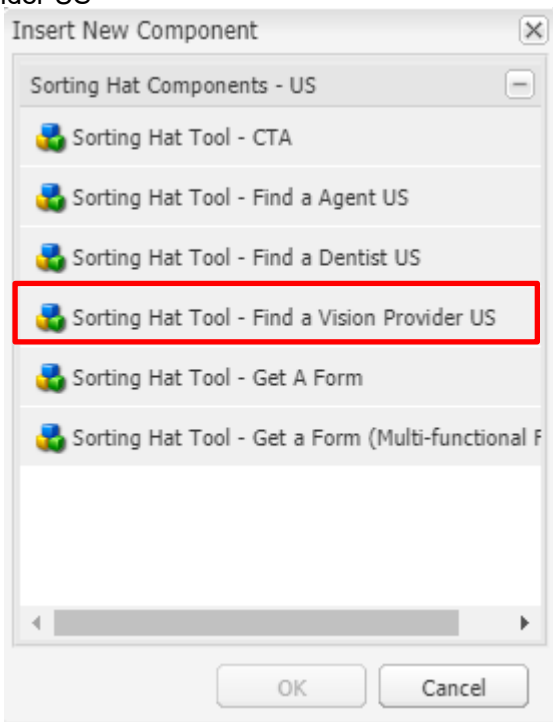 Insert New Component
Sorting Hat Components - US
Sorting Hat Tool - CTA
Sorting Hat Tool - Find a Agent US
Sorting Hat Tool - Find a Dentist US
Sorting Hat Tool - Find a Vision Provider US
Sorting Hat Tool - Get A Form
Sorting Hat Tool - Get a Form (Multi-functional F
OK
Cancel